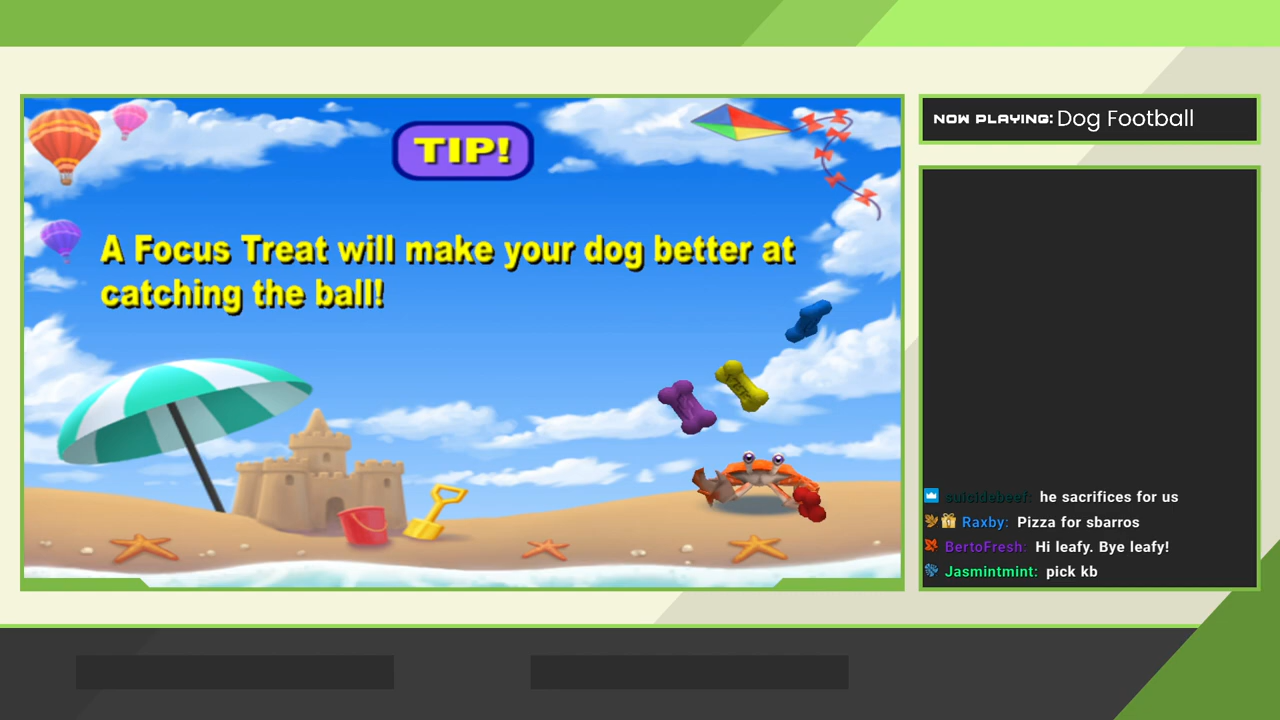 TIP!
A Focus Treat will make your dog better at
catching the ball!
NOW PLAYING: Dog Football
suicidebeef: he sacrifices for us
Raxby: Pizza for sbarros
BertoFresh: Hi leafy. Bye leafy!
Jasmintmint: pick kb